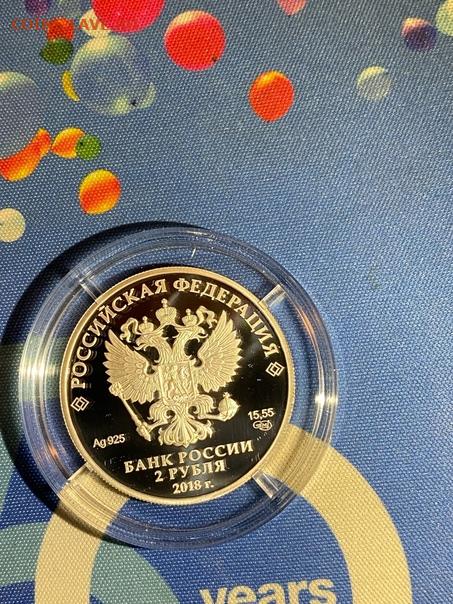 РОССИЙСКАЯ ФЕДЕРАЦИЯ
Ag 925
15,55
БАНК РОССИИ
2 РУБЛЯ
2018 г.
years